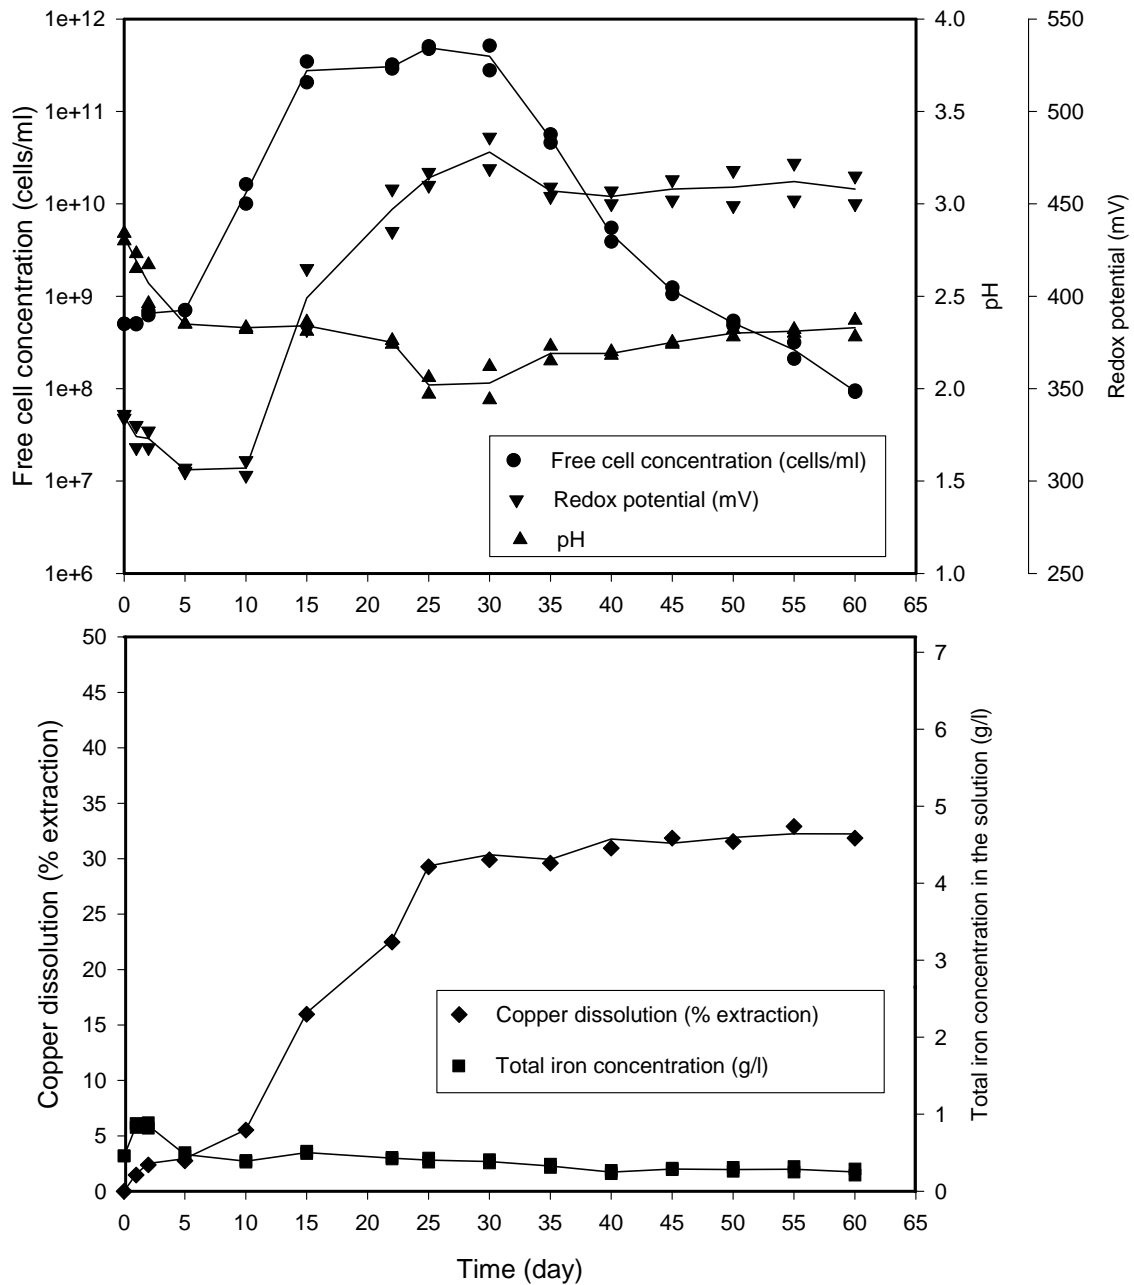 Free cell concentration (cells/ml)
1e+12
1e+11
1e+10
1e+9
1e+8
1e+7
1e+6
4.0
3.5
3.0
2.5
2.0
1.5
1.0
pH
550
500
450
400
350
300
250
Redox potential (mV)
Free cell concentration (cells/ml)
Redox potential (mV)
pH
0 5 10 15 20 25 30 35 40 45 50 55 60 65
Copper dissolution (% extraction)
50
45
40
35
30
25
20
15
10
5
0
7
6
5
4
3
2
1
0
Total iron concentration in the solution (g/l)
Copper dissolution (% extraction)
Total iron concentration (g/l)
0 5 10 15 20 25 30 35 40 45 50 55 60 65
Time (day)